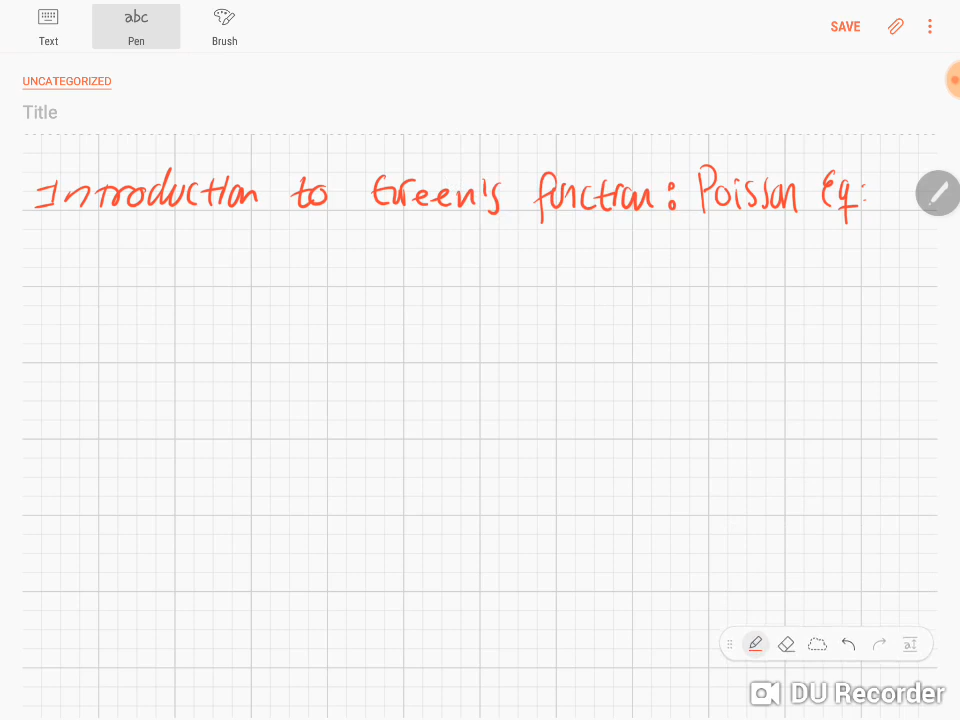 Text
abc
Pen
Brush
SAVE
UNCATEGORIZED
Title
Introduction to Green's function: Poisson Eq:
DU Recorder